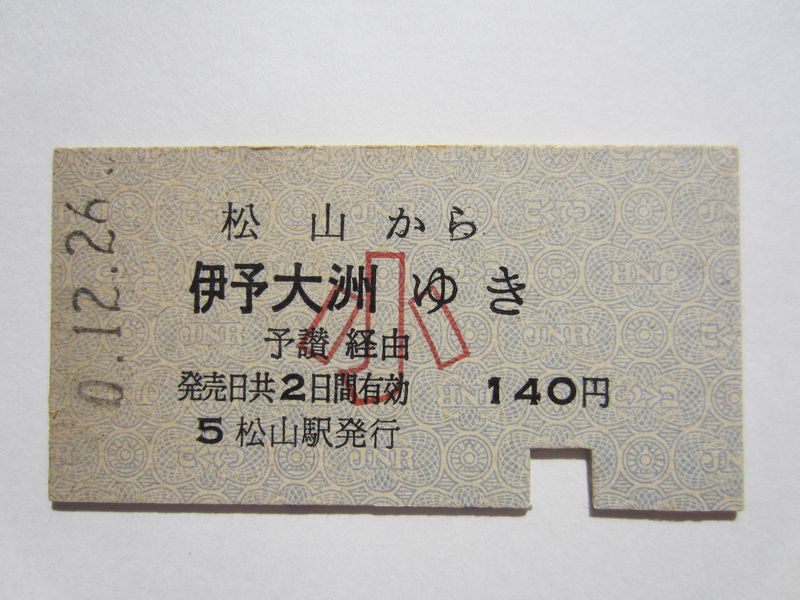 松山から
伊予大洲ゆき
小
予讃経由
発売日共2日間有効 140円
5松山駅発行
0.12.26.